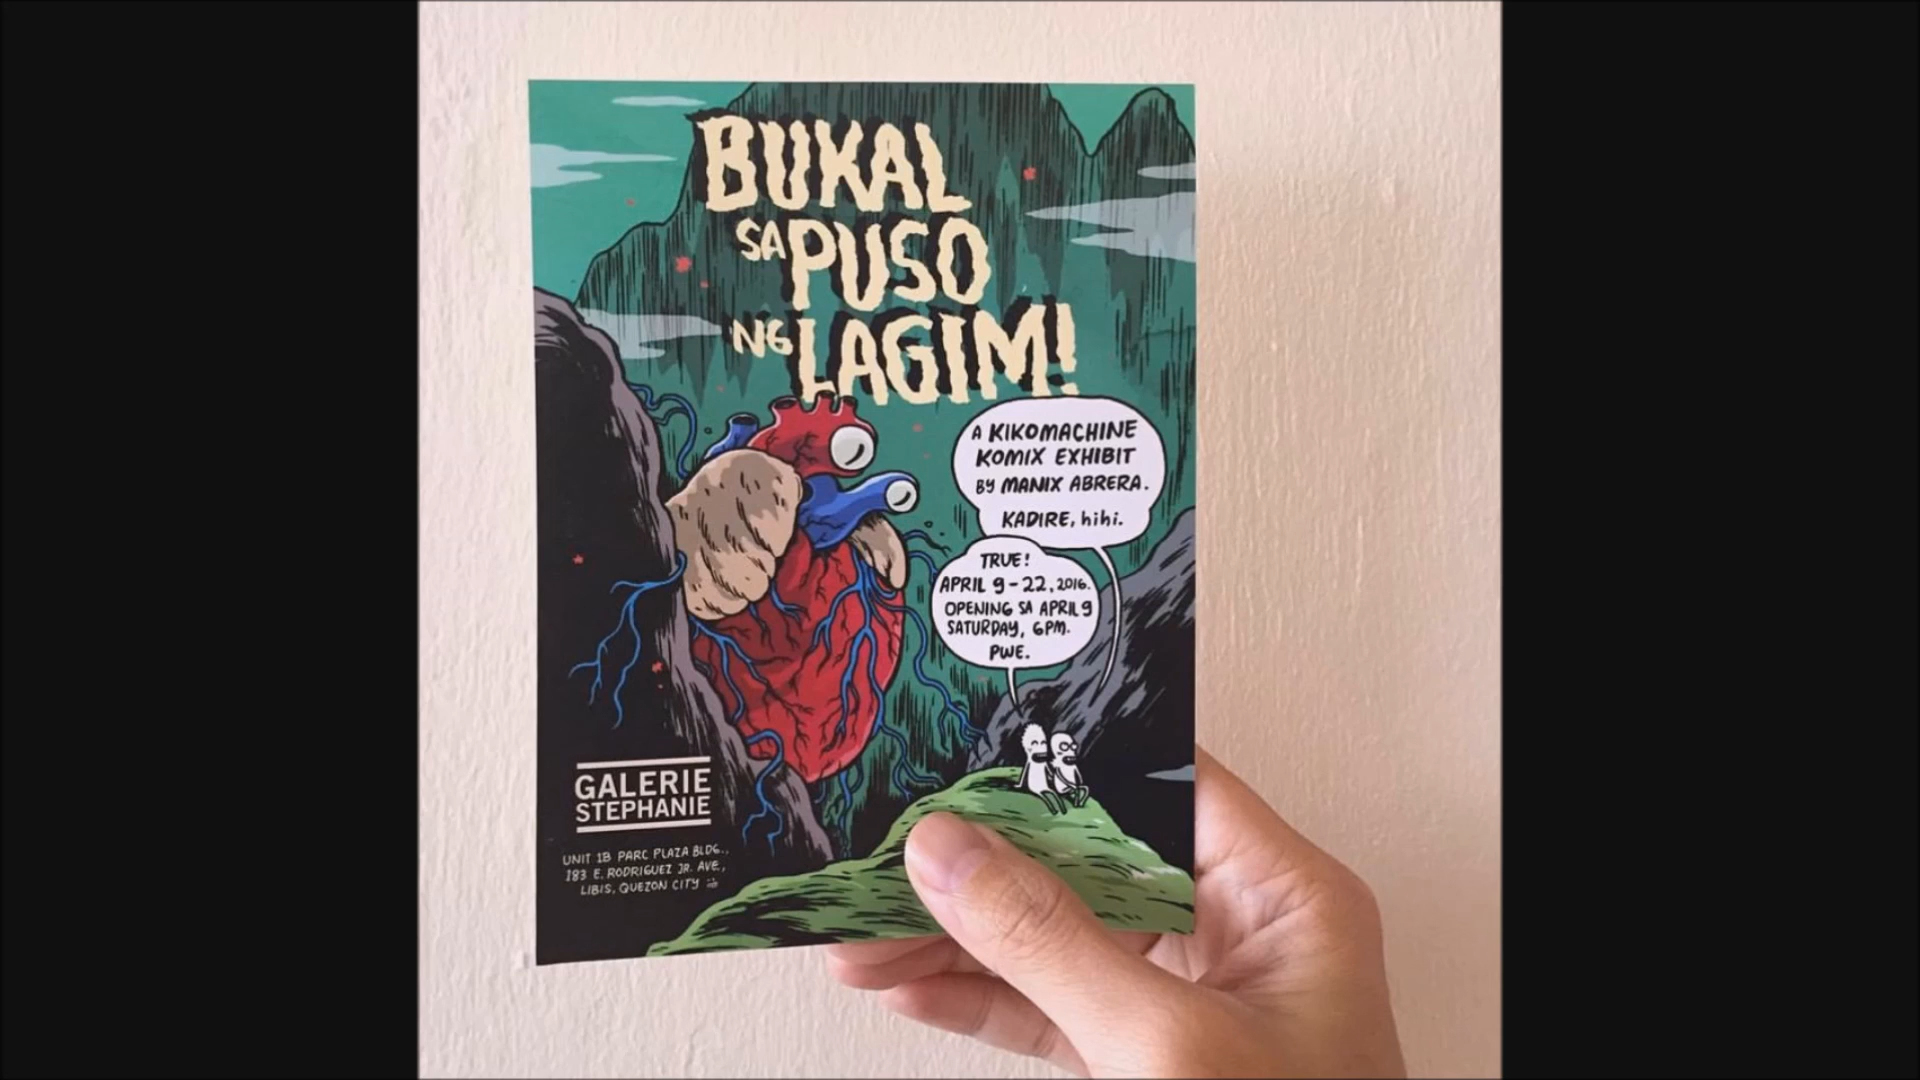 BUKAL
SA PUSO
NG LAGIM!
A KIKOMACHINE
KOMIX EXHIBIT
BY MANIX ABRERA.
KADIRE, hihi.
TRUE!
APRIL 9-22, 2016.
OPENING SA APRIL 9
SATURDAY, 6PM.
PWE.
GALERIE
STEPHANIE
UNIT 1B PARC PLAZA BLDG.,
183 E. RODRIGUEZ JR. AVE.,
LIBIS, QUEZON CITY